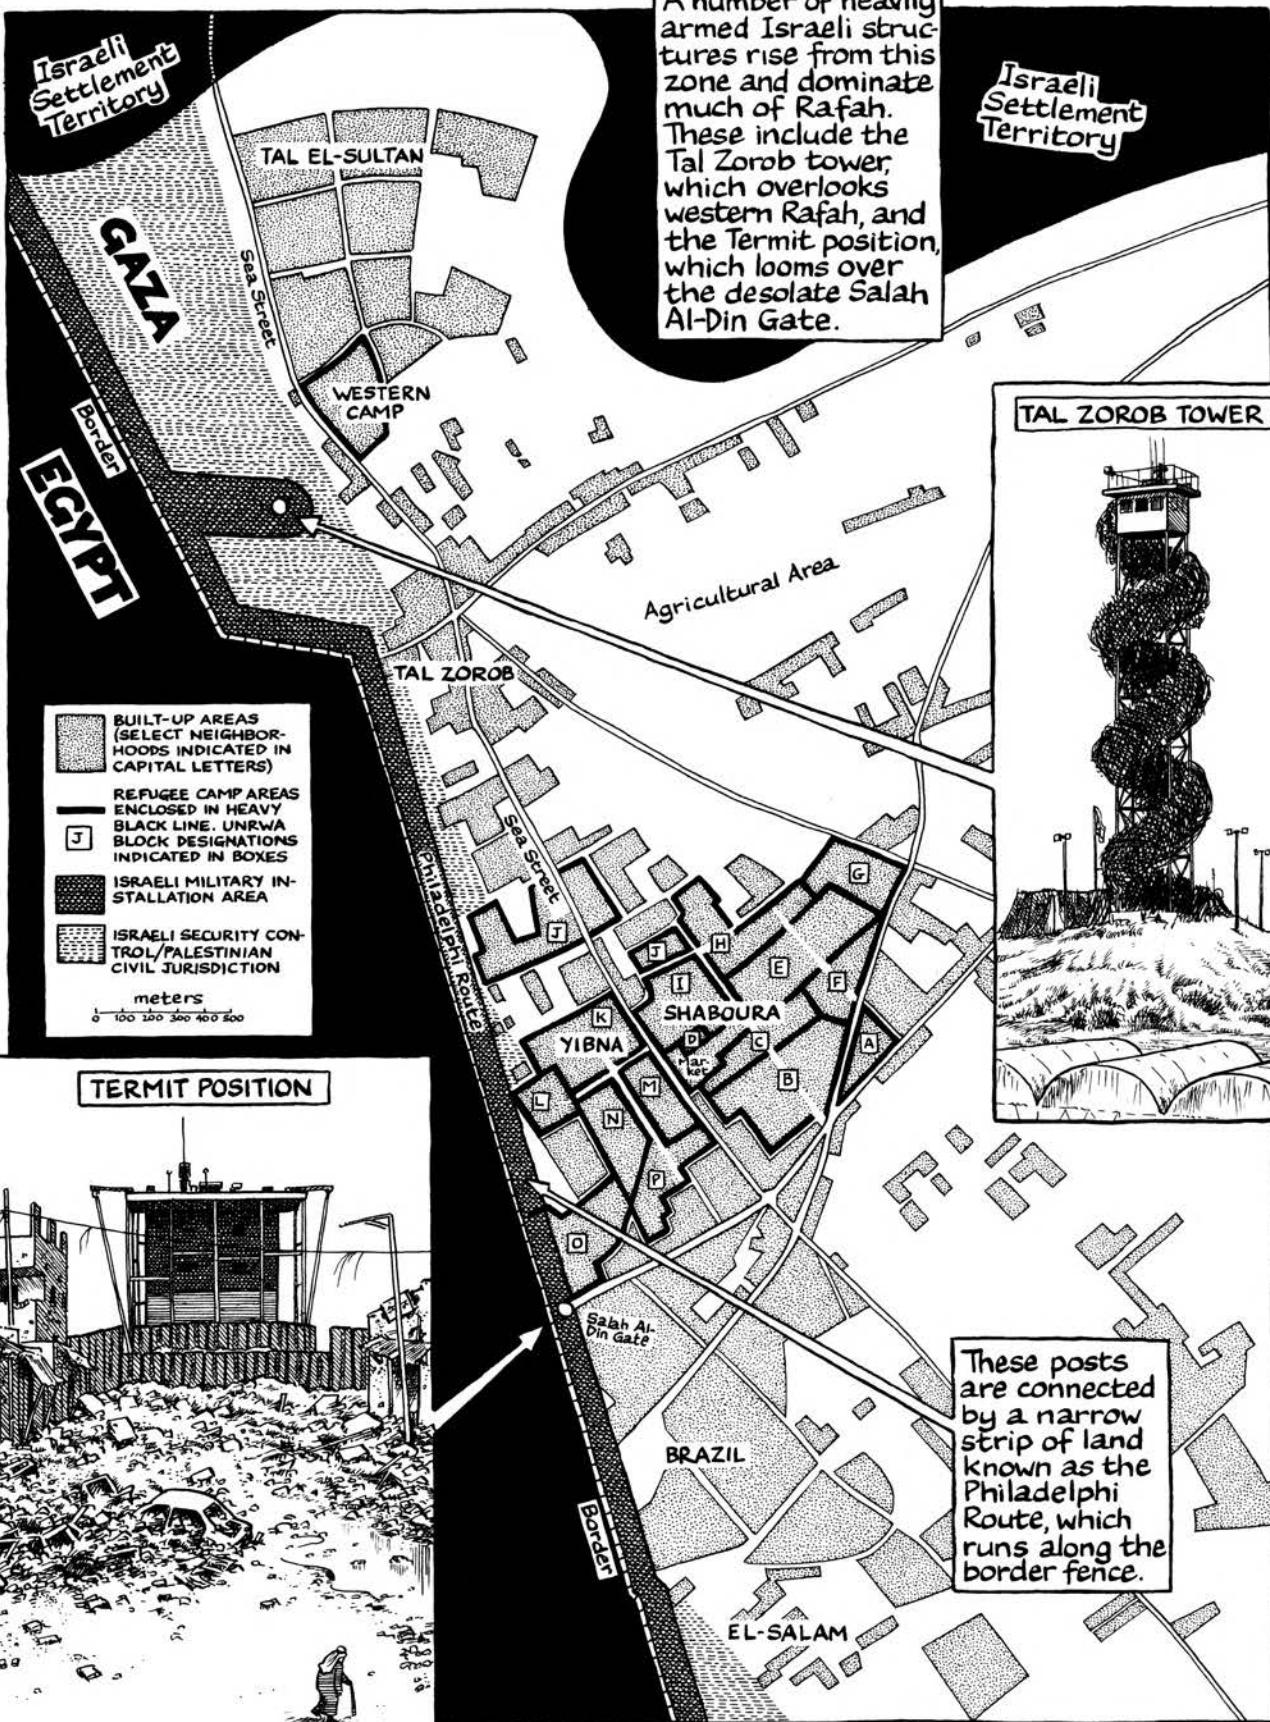 A number of heavily
armed Israeli struc-
tures rise from this
zone and dominate
much of Rafah.
These include the
Tal Zorob tower,
which overlooks
western Rafah, and
the Termit position,
which looms over
the desolate Salah
Al-Din Gate.
Israeli
Settlement
Territory
Israeli
Settlement
Territory
TAL EL-SULTAN
GAZA
Sea Street
WESTERN
CAMP
Border
EGYPT
TAL ZOROB TOWER
Agricultural Area
TAL ZOROB
BUILT-UP AREAS
(SELECT NEIGHBOR-
HOODS INDICATED IN
CAPITAL LETTERS)
REFUGEE CAMP AREAS
ENCLOSED IN HEAVY
BLACK LINE. UNRWA
BLOCK DESIGNATIONS
INDICATED IN BOXES
J
ISRAELI MILITARY IN-
STALLATION AREA
ISRAELI SECURITY CON-
TROL/PALESTINIAN
CIVIL JURISDICTION
meters
0 100 200 300 400 500
Sea Street
Philadelphi Route
G
J
J
H
E
I
F
SHABOURA
K
YIBNA
D
Mar-
ket
C
A
B
M
L
N
P
O
TERMIT POSITION
Salah Al-
Din Gate
These posts
are connected
by a narrow
strip of land
known as the
Philadelphi
Route, which
runs along the
border fence.
BRAZIL
Border
EL-SALAM